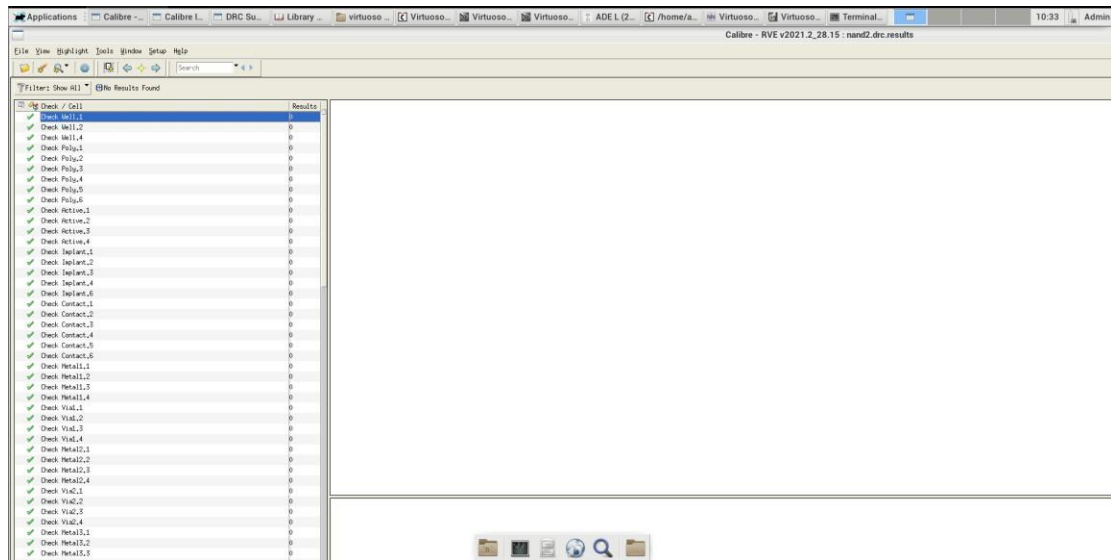 Applications Calibre -... Calibre I... DRC Su... Library ... virtuoso ... Virtuoso... Virtuoso... Virtuoso... ADE L (2... /home/a... Virtuoso... Virtuoso... Terminal... 10:33 Admin
Calibre - RVE v2021.2_28.15 : nand2.drc.results
File View Highlight Tools Window Setup Help
Search
Filter: Show All No Results Found
Check / Cell Results
Check Well.1 0
Check Well.2 0
Check Well.4 0
Check Poly.1 0
Check Poly.2 0
Check Poly.3 0
Check Poly.4 0
Check Poly.5 0
Check Poly.6 0
Check Active.1 0
Check Active.2 0
Check Active.3 0
Check Active.4 0
Check Implant.1 0
Check Implant.2 0
Check Implant.3 0
Check Implant.4 0
Check Implant.6 0
Check Contact.1 0
Check Contact.2 0
Check Contact.3 0
Check Contact.4 0
Check Contact.5 0
Check Contact.6 0
Check Metal1.1 0
Check Metal1.2 0
Check Metal1.3 0
Check Metal1.4 0
Check Via1.1 0
Check Via1.2 0
Check Via1.3 0
Check Via1.4 0
Check Metal2.1 0
Check Metal2.2 0
Check Metal2.3 0
Check Metal2.4 0
Check Via2.1 0
Check Via2.2 0
Check Via2.3 0
Check Via2.4 0
Check Metal3.1 0
Check Metal3.2 0
Check Metal3.3 0